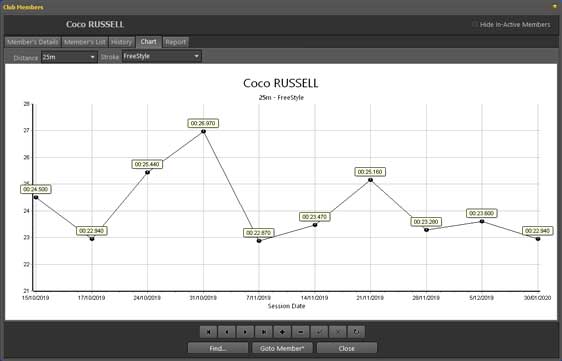 Club Members
Coco RUSSELL
Hide In-Active Members
Member's Details Member's List History Chart Report
Distance 25m Stroke FreeStyle
Coco RUSSELL
25m - FreeStyle
28
27
26
25
24
23
22
21
00:24.500
00:22.940
00:25.440
00:26.970
00:22.870
00:23.470
00:25.160
00:23.280
00:23.600
00:22.940
15/10/2019 17/10/2019 24/10/2019 31/10/2019 7/11/2019 14/11/2019 21/11/2019 28/11/2019 5/12/2019 30/01/2020
Session Date
Find... Goto Member* Close